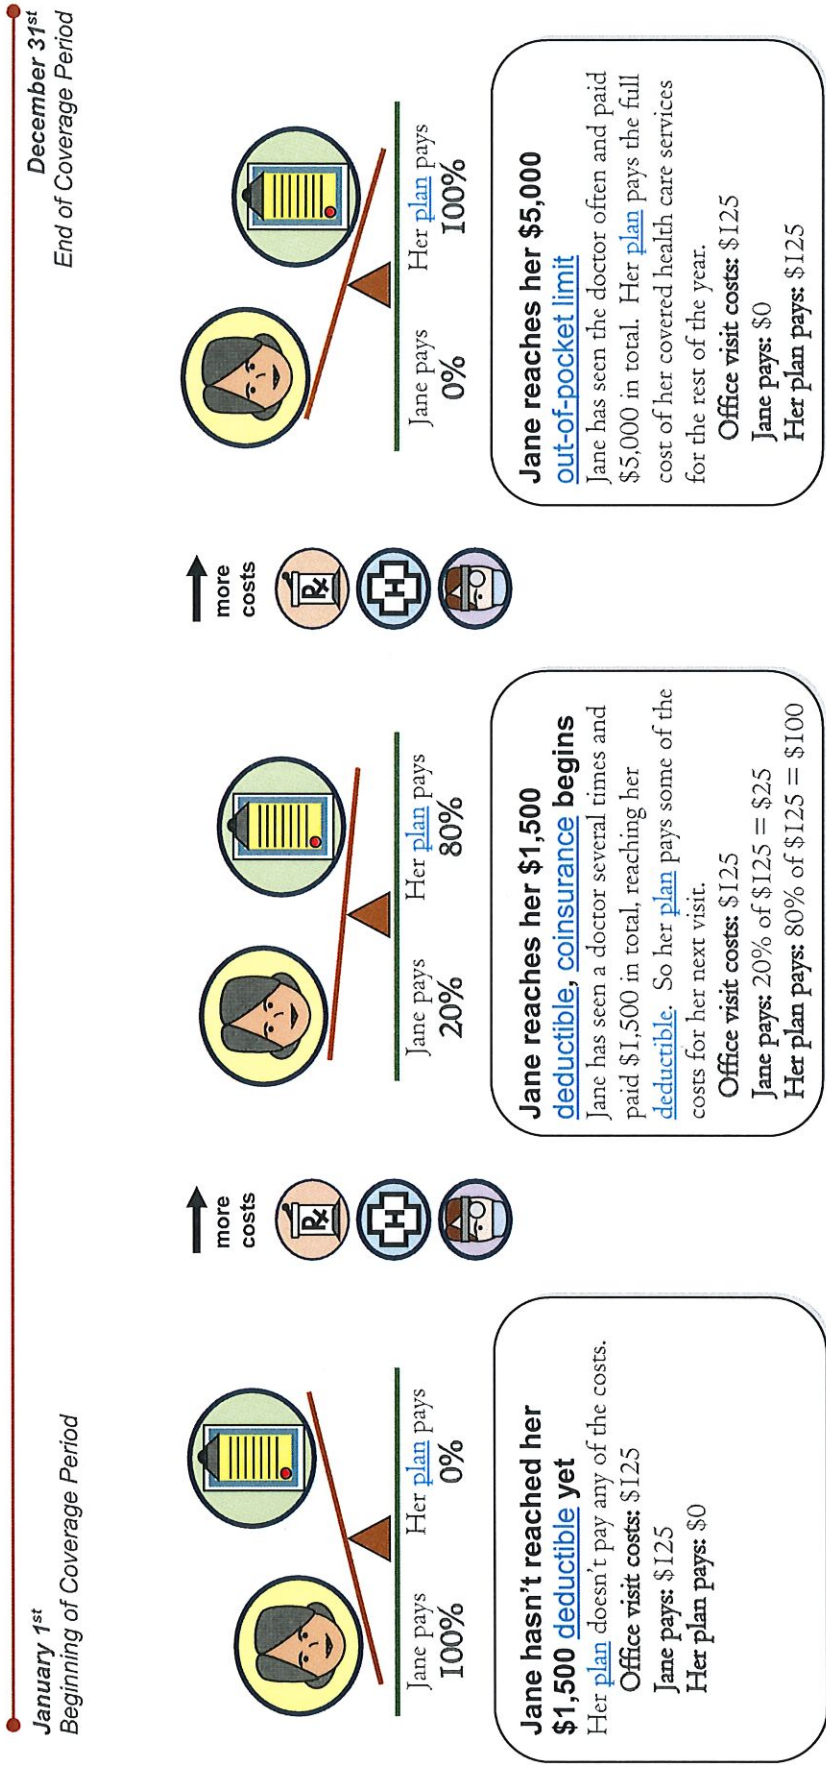 January 1st
Beginning of Coverage Period
December 31st
End of Coverage Period
Jane pays
100%
Her plan pays
0%
more
costs
Rx
H
Jane pays
20%
Her plan pays
80%
more
costs
Rx
H
Jane pays
0%
Her plan pays
100%
Jane hasn't reached her
$1,500 deductible yet
Her plan doesn't pay any of the costs.
Office visit costs: $125
Jane pays: $125
Her plan pays: $0
Jane reaches her $1,500
deductible, coinsurance begins
Jane has seen a doctor several times and
paid $1,500 in total, reaching her
deductible. So her plan pays some of the
costs for her next visit.
Office visit costs: $125
Jane pays: 20% of $125 = $25
Her plan pays: 80% of $125 = $100
Jane reaches her $5,000
out-of-pocket limit
Jane has seen the doctor often and paid
$5,000 in total. Her plan pays the full
cost of her covered health care services
for the rest of the year.
Office visit costs: $125
Jane pays: $0
Her plan pays: $125